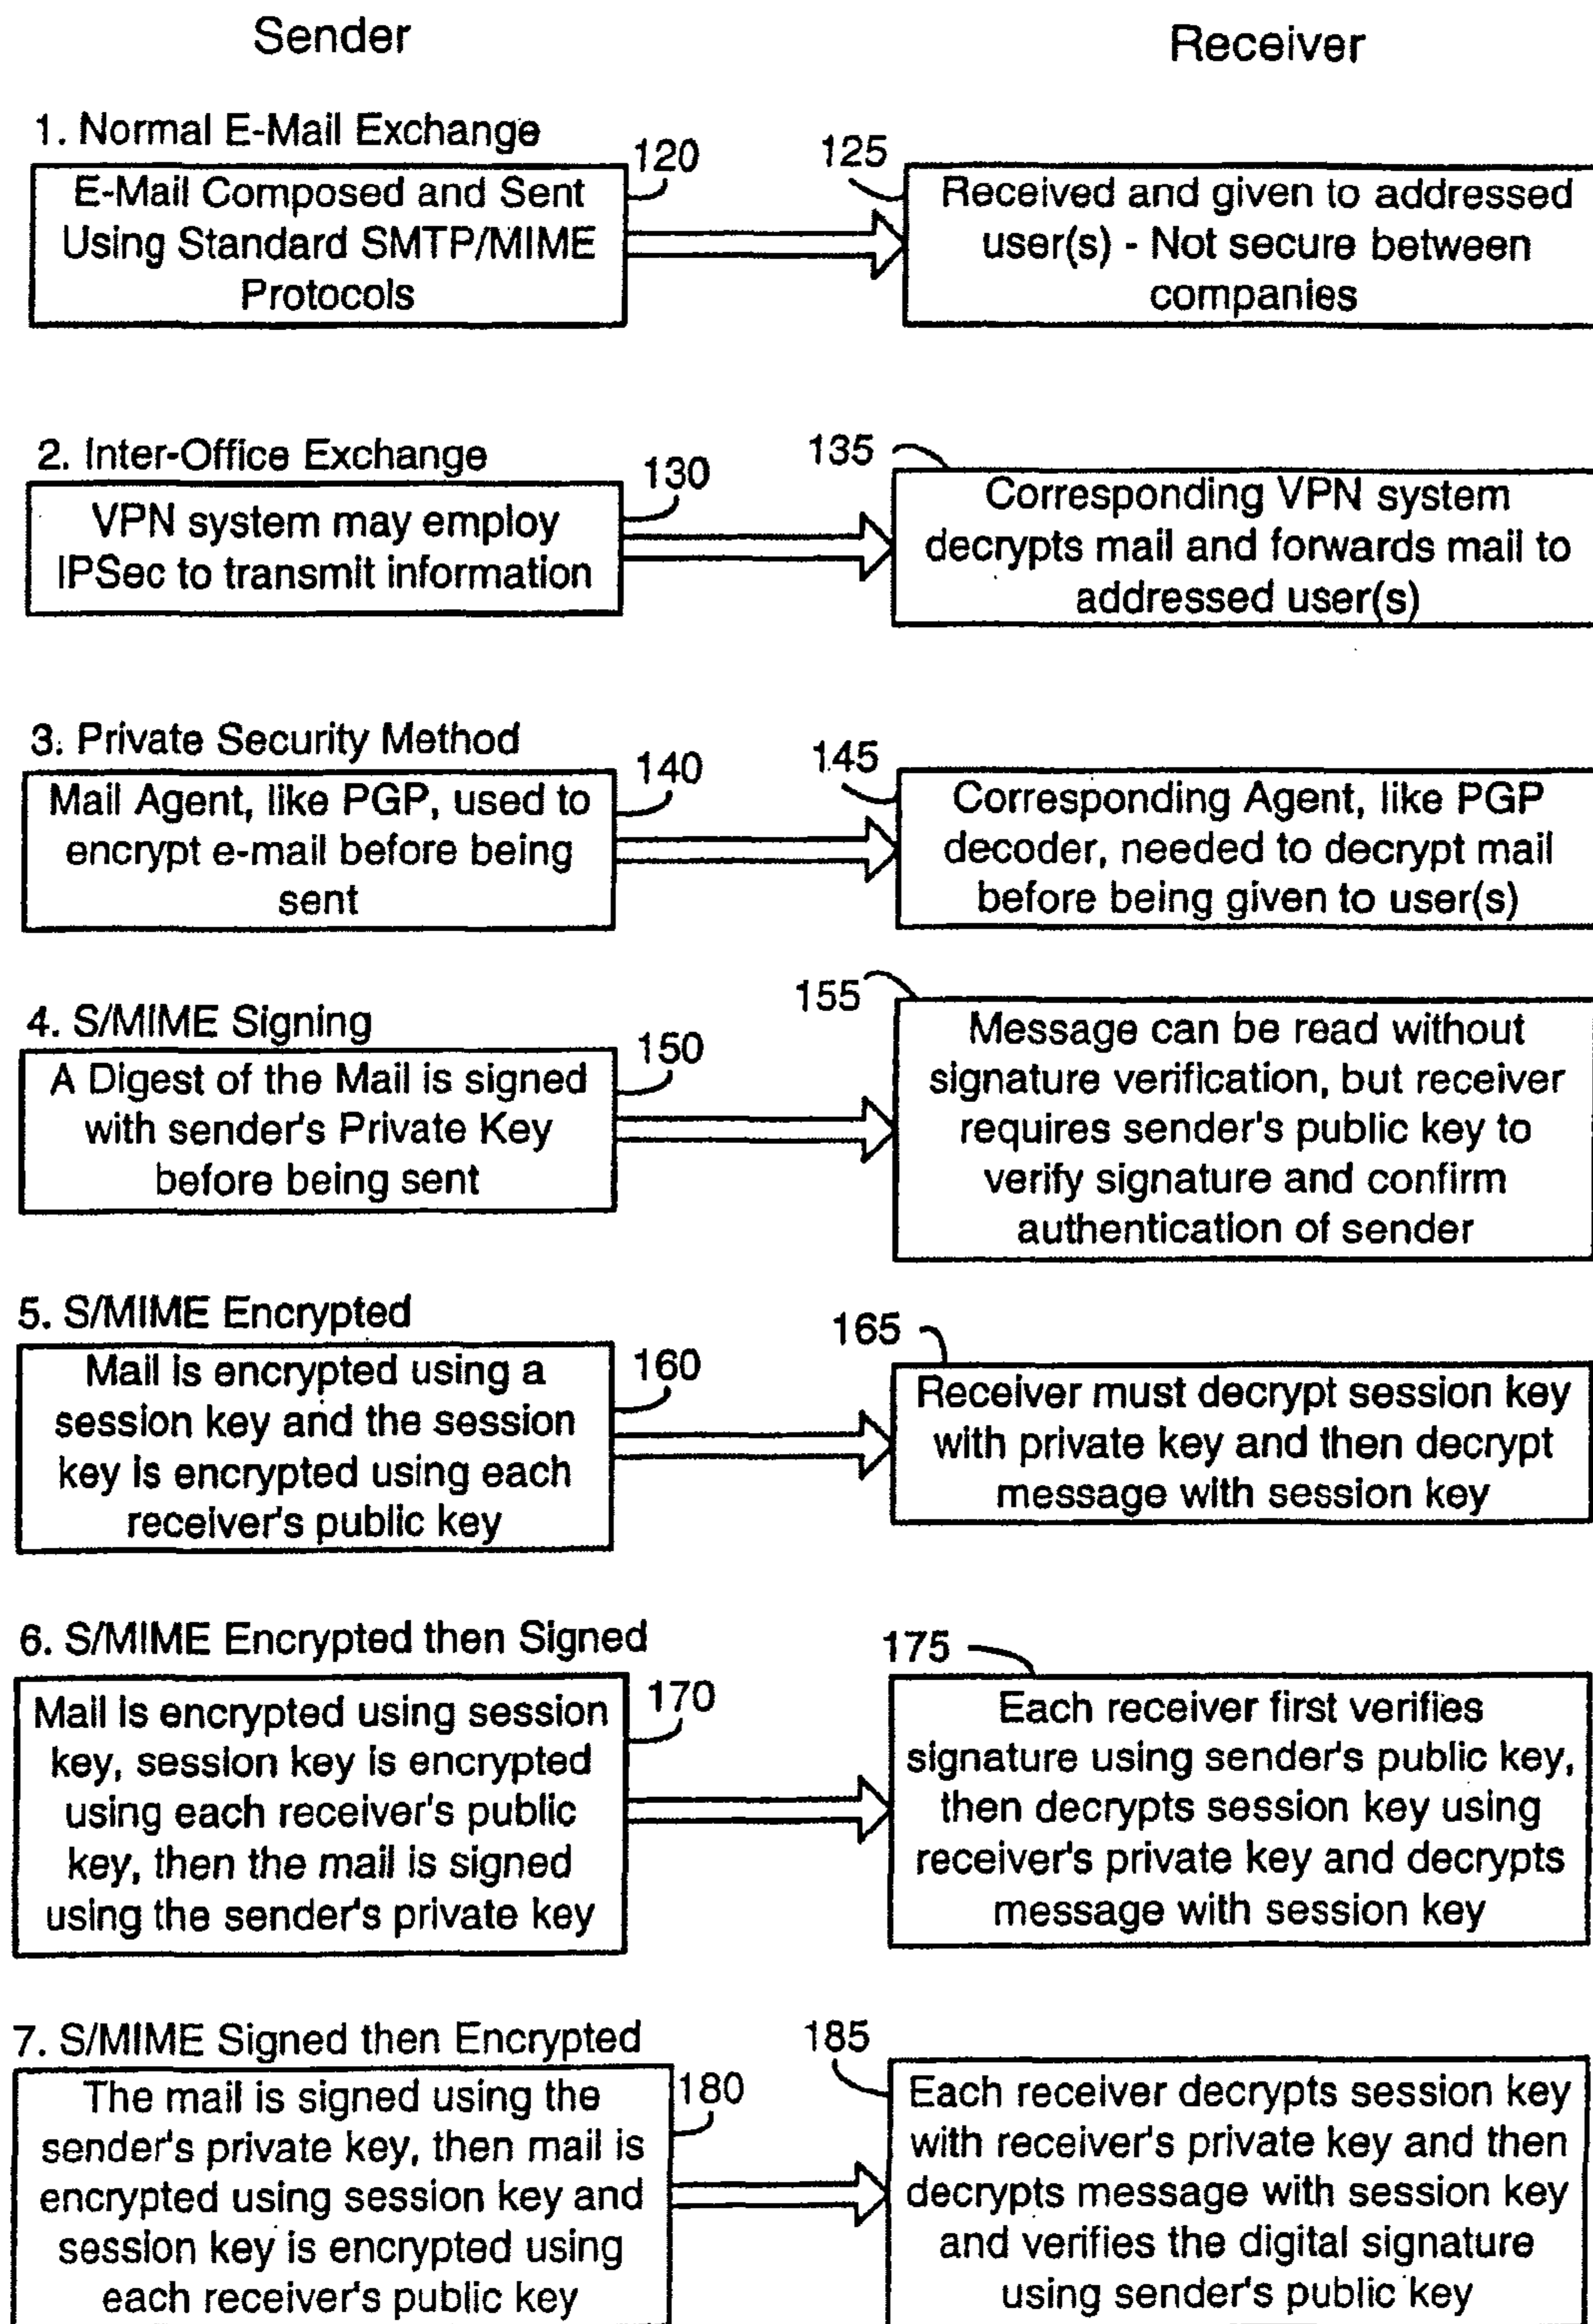 Sender
Receiver
1. Normal E-Mail Exchange
120
E-Mail Composed and Sent
Using Standard SMTP/MIME
Protocols
125
Received and given to addressed
user(s) - Not secure between
companies
2. Inter-Office Exchange
130
VPN system may employ
IPSec to transmit information
135
Corresponding VPN system
decrypts mail and forwards mail to
addressed user(s)
3. Private Security Method
140
Mail Agent, like PGP, used to
encrypt e-mail before being
sent
145
Corresponding Agent, like PGP
decoder, needed to decrypt mail
before being given to user(s)
4. S/MIME Signing
150
A Digest of the Mail is signed
with sender's Private Key
before being sent
155
Message can be read without
signature verification, but receiver
requires sender's public key to
verify signature and confirm
authentication of sender
5. S/MIME Encrypted
160
Mail is encrypted using a
session key and the session
key is encrypted using each
receiver's public key
165
Receiver must decrypt session key
with private key and then decrypt
message with session key
6. S/MIME Encrypted then Signed
170
Mail is encrypted using session
key, session key is encrypted
using each receiver's public
key, then the mail is signed
using the sender's private key
175
Each receiver first verifies
signature using sender's public key,
then decrypts session key using
receiver's private key and decrypts
message with session key
7. S/MIME Signed then Encrypted
180
The mail is signed using the
sender's private key, then mail is
encrypted using session key and
session key is encrypted using
each receiver's public key
185
Each receiver decrypts session key
with receiver's private key and then
decrypts message with session key
and verifies the digital signature
using sender's public key